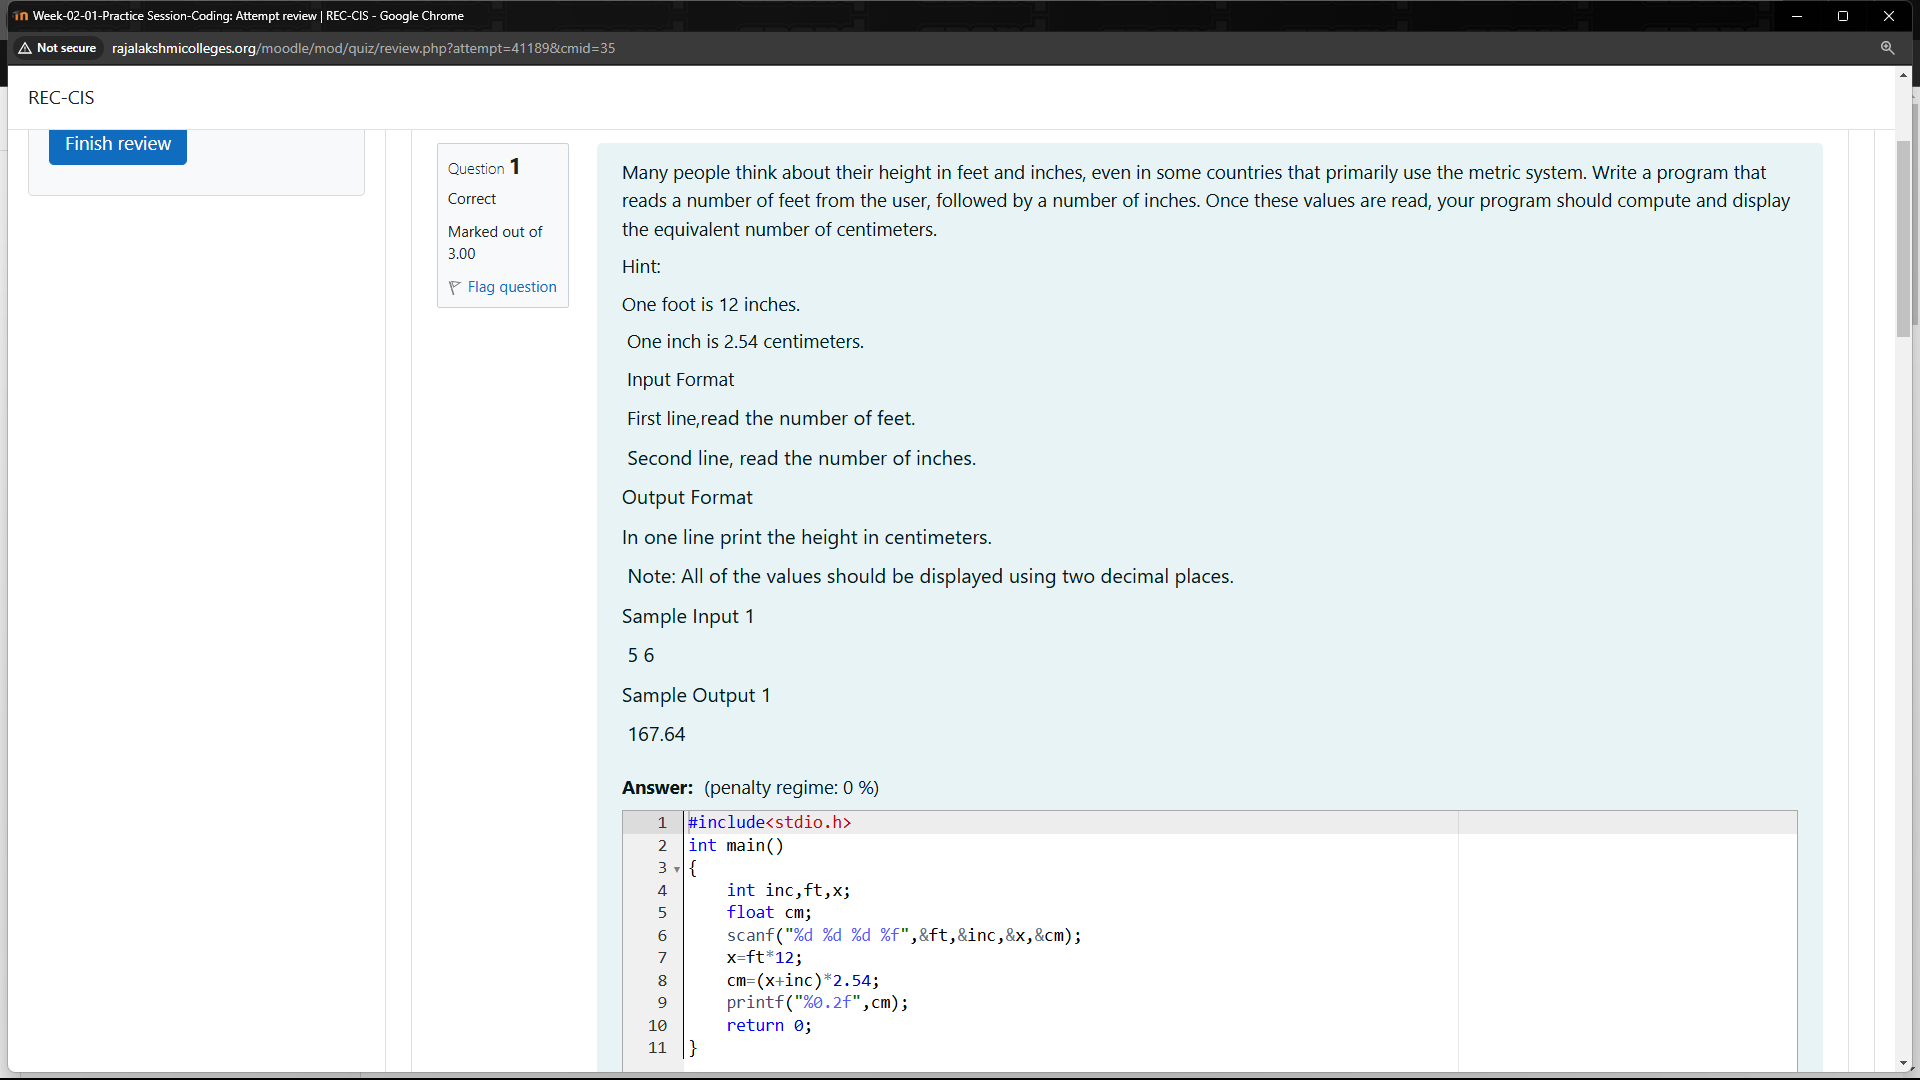 Week-02-01-Practice Session-Coding: Attempt review | REC-CIS - Google Chrome
Not secure rajalakshmicolleges.org/moodle/mod/quiz/review.php?attempt=41189&cmid=35
REC-CIS
Finish review
Question 1
Correct
Marked out of
3.00
Flag question
Many people think about their height in feet and inches, even in some countries that primarily use the metric system. Write a program that
reads a number of feet from the user, followed by a number of inches. Once these values are read, your program should compute and display
the equivalent number of centimeters.
Hint:
One foot is 12 inches.
One inch is 2.54 centimeters.
Input Format
First line,read the number of feet.
Second line, read the number of inches.
Output Format
In one line print the height in centimeters.
Note: All of the values should be displayed using two decimal places.
Sample Input 1
5 6
Sample Output 1
167.64
Answer: (penalty regime: 0 %)
1 #include<stdio.h>
2 int main()
3 {
4 int inc,ft,x;
5 float cm;
6 scanf("%d %d %d %f",&ft,&inc,&x,&cm);
7 x=ft*12;
8 cm=(x+inc)*2.54;
9 printf("%0.2f",cm);
10 return 0;
11 }